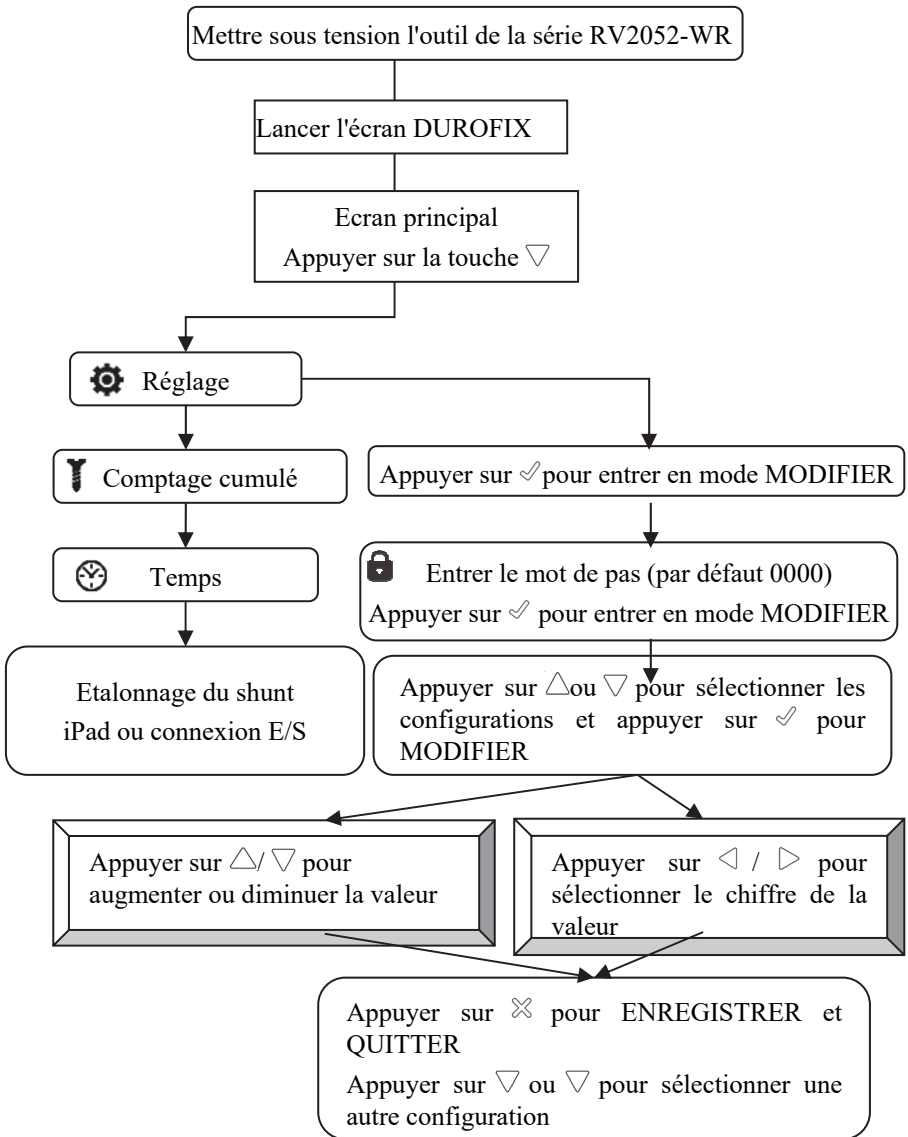 Mettre sous tension l'outil de la série RV2052-WR
Lancer l'écran DUROFIX
Ecran principal
Appuyer sur la touche ▽
Réglage
Comptage cumulé
Temps
Etalonnage du shunt
iPad ou connexion E/S
Appuyer sur ✓ pour entrer en mode MODIFIER
Entrer le mot de pas (par défaut 0000)
Appuyer sur ✓ pour entrer en mode MODIFIER
Appuyer sur △ou ▽ pour sélectionner les
configurations et appuyer sur ✓ pour
MODIFIER
Appuyer sur △/ ▽ pour
augmenter ou diminuer la valeur
Appuyer sur ◁ / ▷ pour
sélectionner le chiffre de la
valeur
Appuyer sur ✕ pour ENREGISTRER et
QUITTER
Appuyer sur ▽ ou ▽ pour sélectionner une
autre configuration